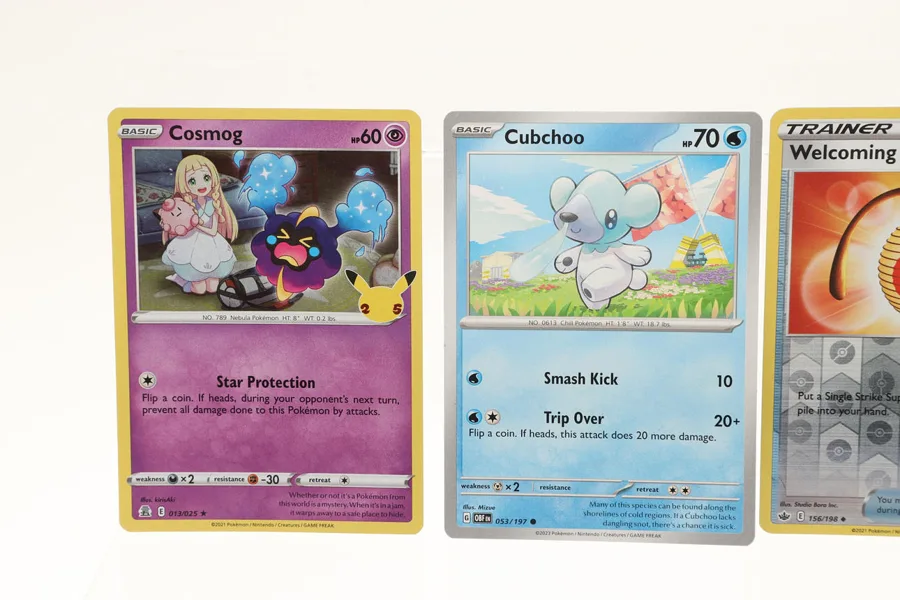 BASIC Cosmog HP60
25
NO. 789 Nebula Pokémon HT: 8" WT: 0.2 lbs.
Star Protection
Flip a coin. If heads, during your opponent's next turn,
prevent all damage done to this Pokémon by attacks.
weakness ×2 resistance -30 retreat
Illus. kirisAki
Whether or not it's a Pokémon from
this world is a mystery. When it's in a jam,
it warps away to a safe place to hide.
E 013/025 ★
©2021 Pokémon / Nintendo / Creatures / GAME FREAK
BASIC Cubchoo HP70
NO. 0613 Chill Pokémon HT: 1'8" WT: 18.7 lbs.
Smash Kick 10
Trip Over 20+
Flip a coin. If heads, this attack does 20 more damage.
weakness ×2 resistance retreat
Illus. Mizue
Many of this species can be found along the
shorelines of cold regions. If a Cubchoo lacks
dangling snot, there's a chance it is sick.
G OBF EN 053/197 ●
©2023 Pokémon / Nintendo / Creatures / GAME FREAK
TRAINER
Welcoming
Put a Single Strike Sup
pile into your hand.
You m
during
Illus. Studio Bora Inc.
E 156/198 ◆
©2021 Pokémon / Nin